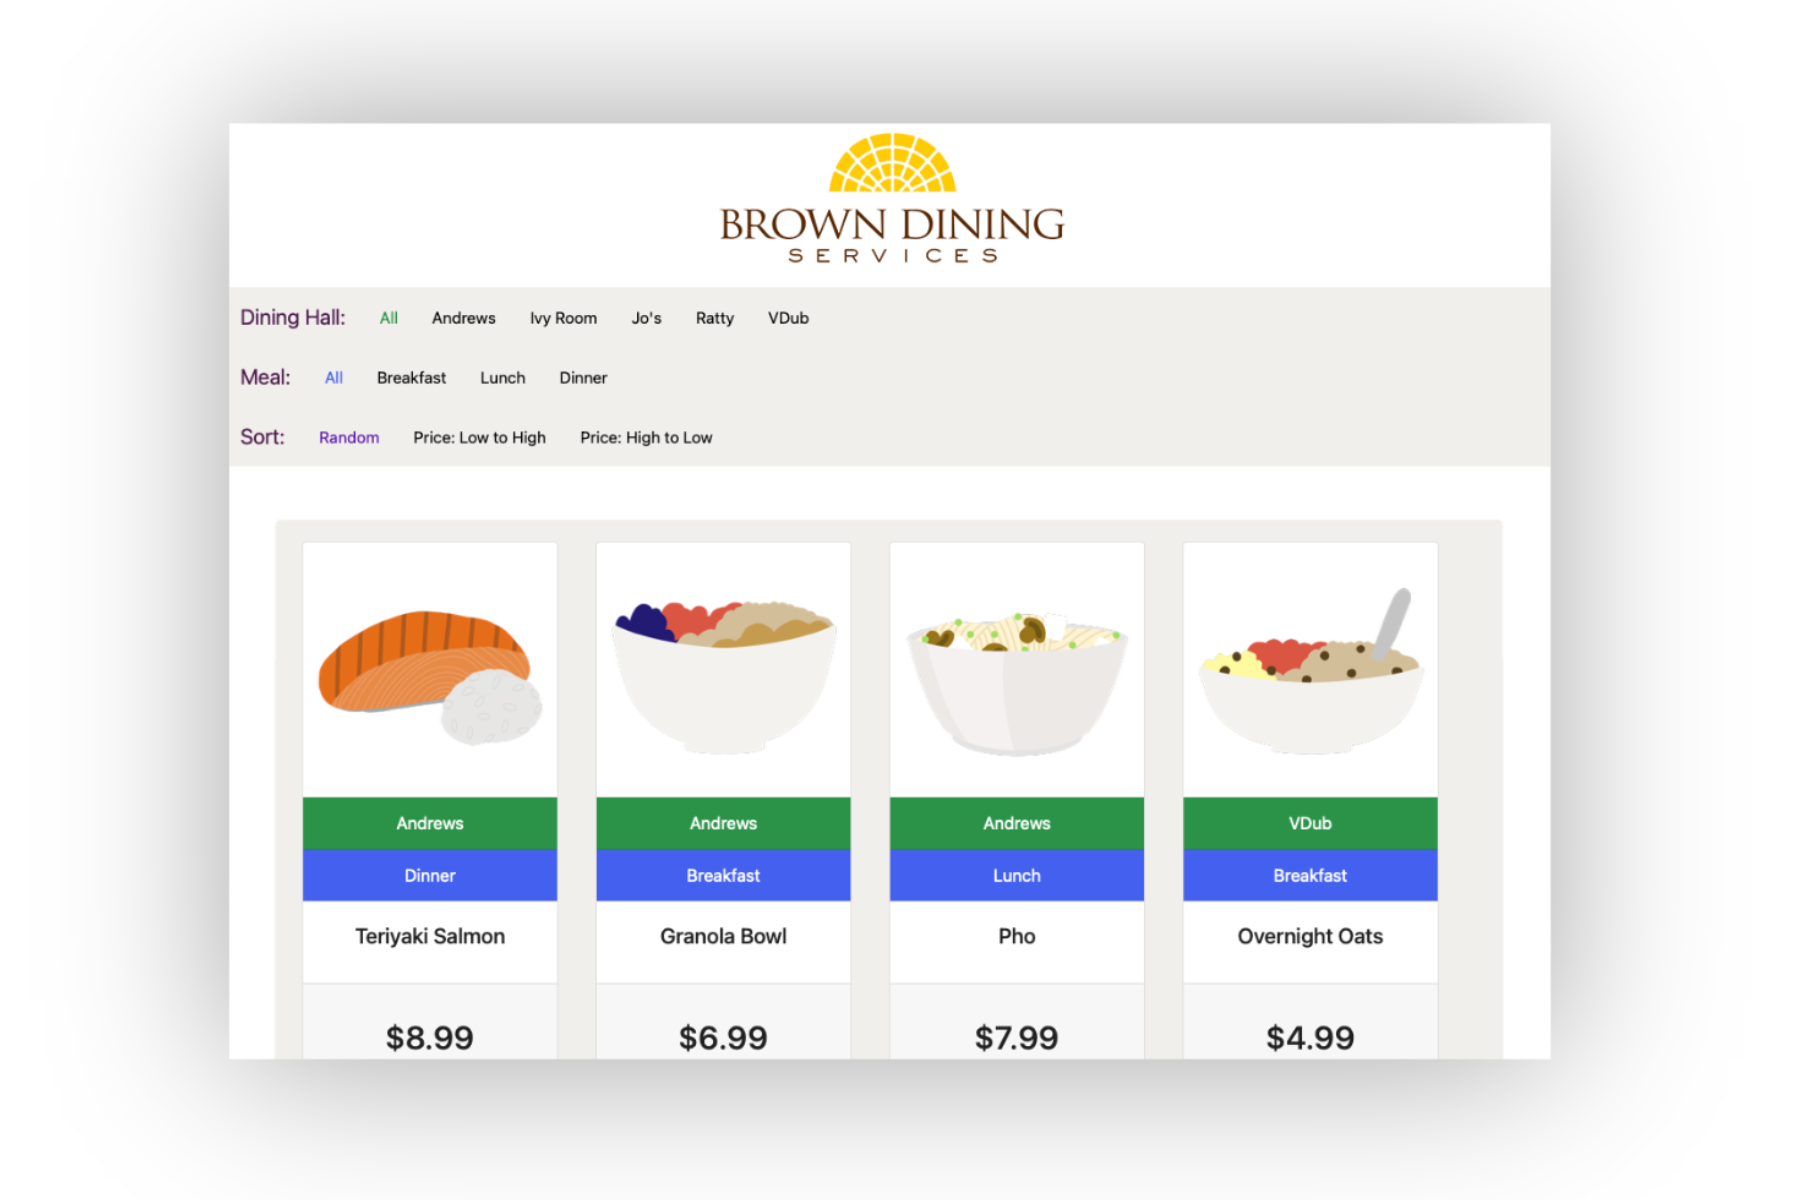 BROWN DINING
SERVICES
Dining Hall: All Andrews Ivy Room Jo's Ratty VDub
Meal: All Breakfast Lunch Dinner
Sort: Random Price: Low to High Price: High to Low
Andrews Andrews Andrews VDub
Dinner Breakfast Lunch Breakfast
Teriyaki Salmon Granola Bowl Pho Overnight Oats
$8.99 $6.99 $7.99 $4.99